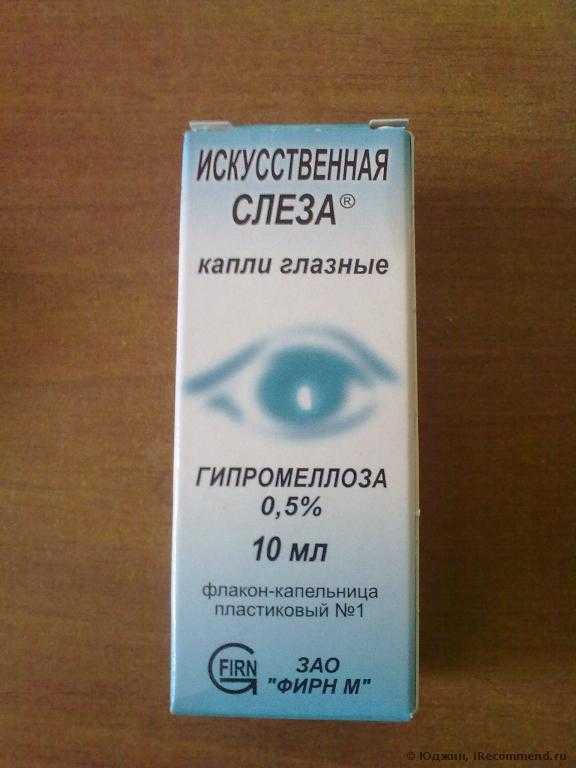 ИСКУССТВЕННАЯ
СЛЕЗА®
капли глазные
ГИПРОМЕЛЛОЗА
0,5%
10 мл
флакон-капельница
пластиковый №1
FIRN
ЗАО
"ФИРН М"
© Юджин, iRecommend.ru